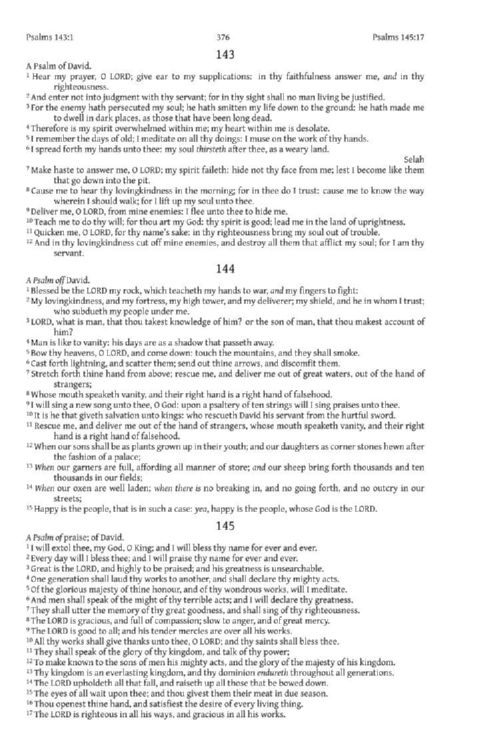 Psalms 143:1 376 Psalms 145:17
143
A Psalm of David.
1 Hear my prayer, O LORD; give ear to my supplications: in thy faithfulness answer me, and in thy
righteousness.
2 And enter not into judgment with thy servant; for in thy sight shall no man living be justified.
3 For the enemy hath persecuted my soul; he hath smitten my life down to the ground; he hath made me
to dwell in dark places, as those that have been long dead.
4 Therefore is my spirit overwhelmed within me; my heart within me is desolate.
5 I remember the days of old; I meditate on all thy doings: I muse on the work of thy hands.
6 I spread forth my hands unto thee: my soul thirsteth after thee, as a weary land.
Selah
7 Make haste to answer me, O LORD; my spirit faileth: hide not thy face from me; lest I become like them
that go down into the pit.
8 Cause me to hear thy lovingkindness in the morning; for in thee do I trust: cause me to know the way
wherein I should walk; for I lift up my soul unto thee.
9 Deliver me, O LORD, from mine enemies: I flee unto thee to hide me.
10 Teach me to do thy will; for thou art my God: thy spirit is good; lead me in the land of uprightness.
11 Quicken me, O LORD, for thy name's sake: in thy righteousness bring my soul out of trouble.
12 And in thy lovingkindness cut off mine enemies, and destroy all them that afflict my soul; for I am thy
servant.
144
A Psalm off David.
1 Blessed be the LORD my rock, which teacheth my hands to war, and my fingers to fight:
2 My lovingkindness, and my fortress, my high tower, and my deliverer; my shield, and he in whom I trust;
who subdueth my people under me.
3 LORD, what is man, that thou takest knowledge of him? or the son of man, that thou makest account of
him?
4 Man is like to vanity: his days are as a shadow that passeth away.
5 Bow thy heavens, O LORD, and come down: touch the mountains, and they shall smoke.
6 Cast forth lightning, and scatter them; send out thine arrows, and discomfit them.
7 Stretch forth thine hand from above; rescue me, and deliver me out of great waters, out of the hand of
strangers;
8 Whose mouth speaketh vanity, and their right hand is a right hand of falsehood.
9 I will sing a new song unto thee, O God: upon a psaltery of ten strings will I sing praises unto thee.
10 It is he that giveth salvation unto kings: who rescueth David his servant from the hurtful sword.
11 Rescue me, and deliver me out of the hand of strangers, whose mouth speaketh vanity, and their right
hand is a right hand of falsehood.
12 When our sons shall be as plants grown up in their youth; and our daughters as corner stones hewn after
the fashion of a palace;
13 When our garners are full, affording all manner of store; and our sheep bring forth thousands and ten
thousands in our fields;
14 When our oxen are well laden; when there is no breaking in, and no going forth, and no outcry in our
streets;
15 Happy is the people, that is in such a case: yea, happy is the people, whose God is the LORD.
145
A Psalm of praise; of David.
1 I will extol thee, my God, O King; and I will bless thy name for ever and ever.
2 Every day will I bless thee; and I will praise thy name for ever and ever.
3 Great is the LORD, and highly to be praised; and his greatness is unsearchable.
4 One generation shall laud thy works to another, and shall declare thy mighty acts.
5 Of the glorious majesty of thine honour, and of thy wondrous works, will I meditate.
6 And men shall speak of the might of thy terrible acts; and I will declare thy greatness.
7 They shall utter the memory of thy great goodness, and shall sing of thy righteousness.
8 The LORD is gracious, and full of compassion; slow to anger, and of great mercy.
9 The LORD is good to all; and his tender mercies are over all his works.
10 All thy works shall give thanks unto thee, O LORD; and thy saints shall bless thee.
11 They shall speak of the glory of thy kingdom, and talk of thy power;
12 To make known to the sons of men his mighty acts, and the glory of the majesty of his kingdom.
13 Thy kingdom is an everlasting kingdom, and thy dominion endureth throughout all generations.
14 The LORD upholdeth all that fall, and raiseth up all those that be bowed down.
15 The eyes of all wait upon thee; and thou givest them their meat in due season.
16 Thou openest thine hand, and satisfiest the desire of every living thing.
17 The LORD is righteous in all his ways, and gracious in all his works.